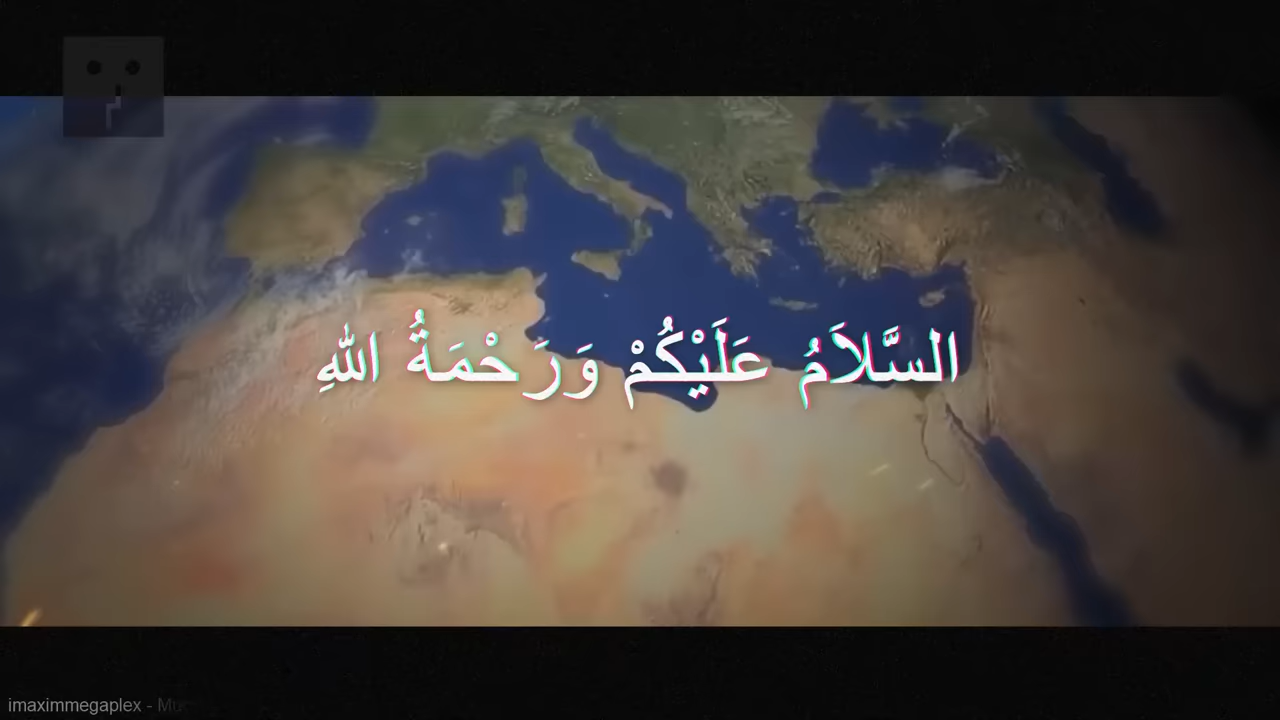 السَّلَامُ عَلَيْكُمْ وَرَحْمَةُ اللهِ
imaximmegaplex -